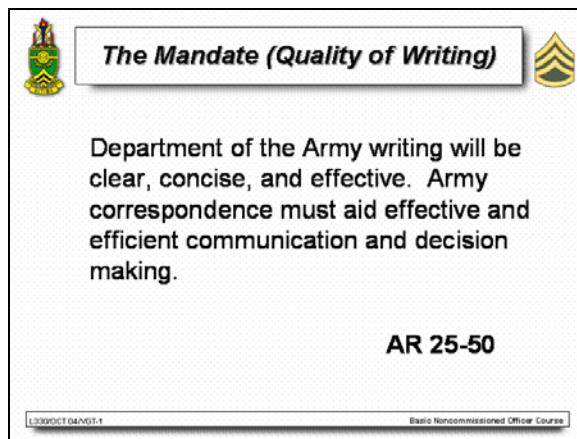 The Mandate (Quality of Writing)
Department of the Army writing will be
clear, concise, and effective. Army
correspondence must aid effective and
efficient communication and decision
making.
AR 25-50
L330/OCT 04/VGT-1
Basic Noncommissioned Officer Course